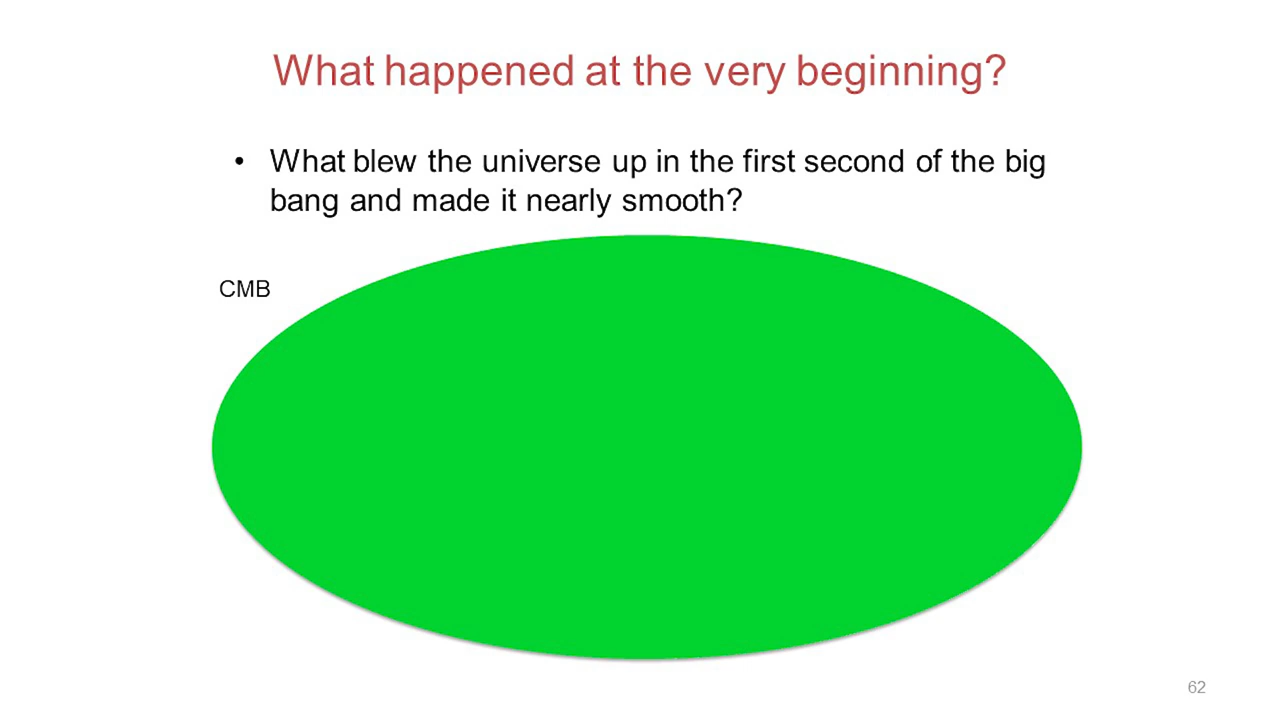 What happened at the very beginning?
• What blew the universe up in the first second of the big
bang and made it nearly smooth?
CMB
62